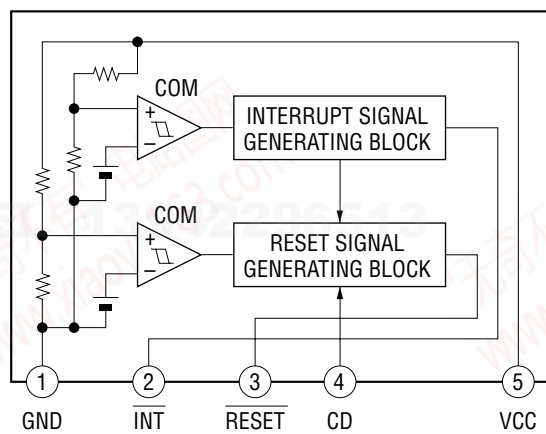 COM
+
−
INTERRUPT SIGNAL
GENERATING BLOCK
COM
+
−
RESET SIGNAL
GENERATING BLOCK
1
2
3
4
5
GND
INT
RESET
CD
VCC